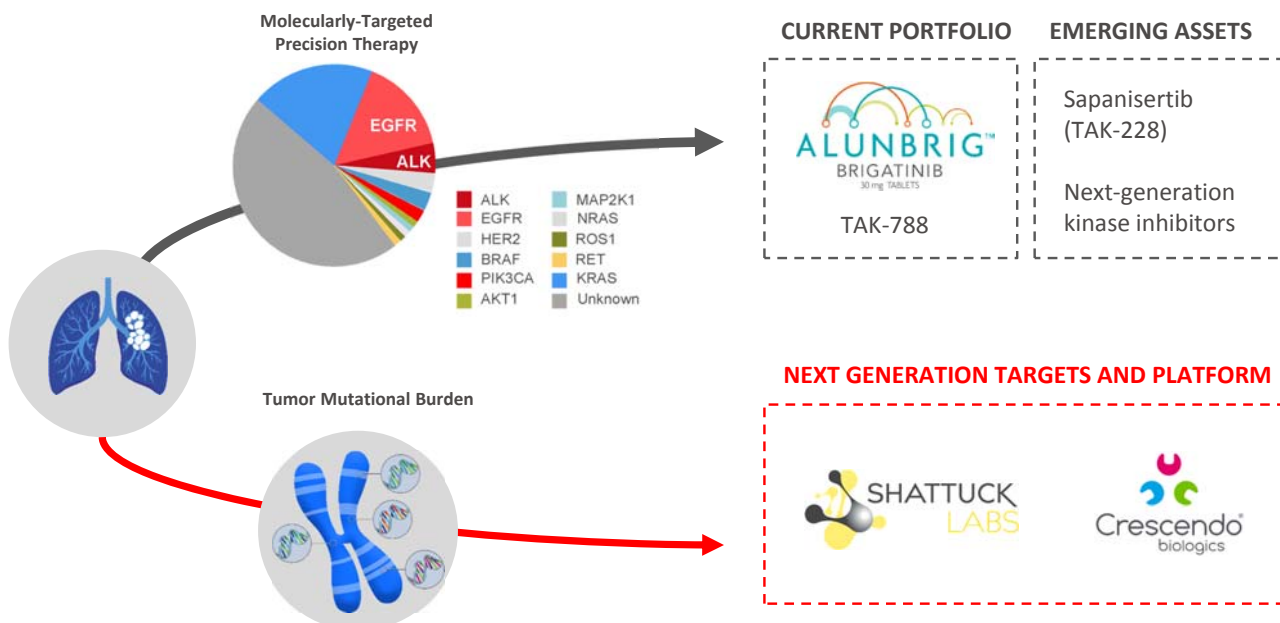 Molecularly-Targeted
Precision Therapy
EGFR
ALK
ALK
EGFR
HER2
BRAF
PIK3CA
AKT1
MAP2K1
NRAS
ROS1
RET
KRAS
Unknown
CURRENT PORTFOLIO
ALUNBRIG™
BRIGATINIB
30 mg TABLETS
TAK-788
EMERGING ASSETS
Sapanisertib
(TAK-228)
Next-generation
kinase inhibitors
Tumor Mutational Burden
NEXT GENERATION TARGETS AND PLATFORM
SHATTUCK
LABS
Crescendo®
biologics